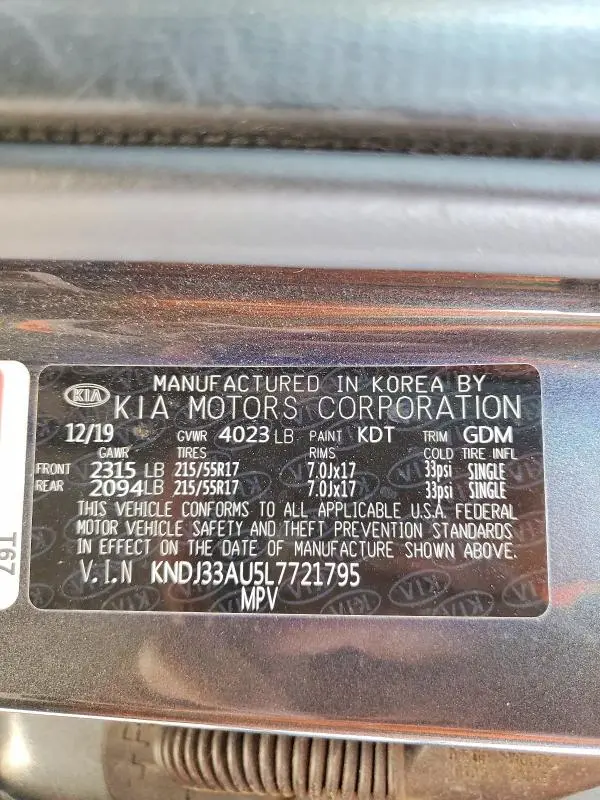 MANUFACTURED IN KOREA BY
KIA KIA MOTORS CORPORATION
12/19 GVWR 4023 LB PAINT KDT TRIM GDM
GAWR TIRES RIMS COLD TIRE INFL
FRONT 2315 LB 215/55R17 7.0Jx17 33psi SINGLE
REAR 2094 LB 215/55R17 7.0Jx17 33psi SINGLE
THIS VEHICLE CONFORMS TO ALL APPLICABLE U.S.A. FEDERAL
MOTOR VEHICLE SAFETY AND THEFT PREVENTION STANDARDS
IN EFFECT ON THE DATE OF MANUFACTURE SHOWN ABOVE.
V.I.N KNDJ33AU5L7721795
MPV